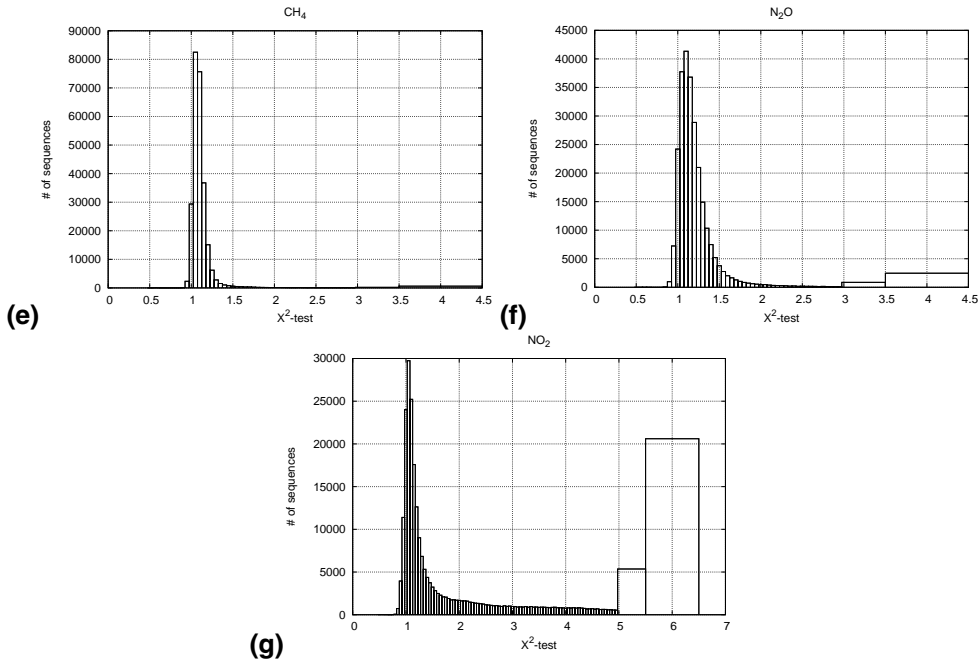 CH₄
90000
80000
70000
60000
50000
40000
30000
20000
10000
0
# of sequences
0 0.5 1 1.5 2 2.5 3 3.5 4 4.5
X²-test
(e)
N₂O
45000
40000
35000
30000
25000
20000
15000
10000
5000
0
# of sequences
0 0.5 1 1.5 2 2.5 3 3.5 4 4.5
X²-test
(f)
NO₂
30000
25000
20000
15000
10000
5000
0
# of sequences
0 1 2 3 4 5 6 7
X²-test
(g)